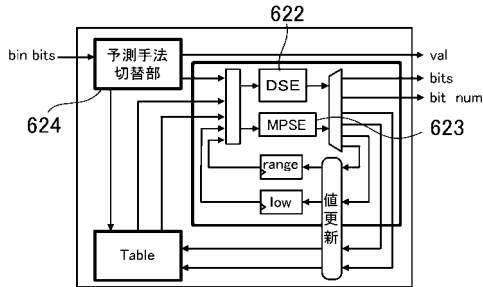 622
bin bits
予測手法
切替部
624
val
bits
bit num
DSE
MPSE
623
range
low
値更新
Table